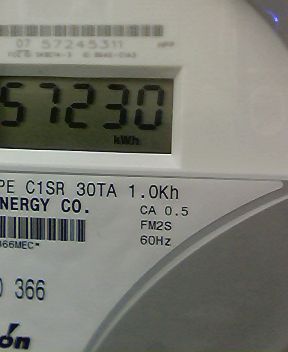 07 57245311
57230
kWh
PE C1SR 30TA 1.0Kh
NERGY CO.
CA 0.5
FM2S
60Hz
366MEC*
0 366
on